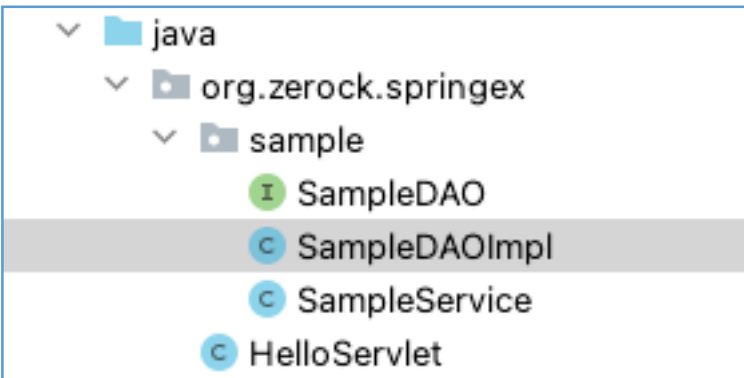 java
org.zerock.springex
sample
I SampleDAO
C SampleDAOImpl
C SampleService
C HelloServlet